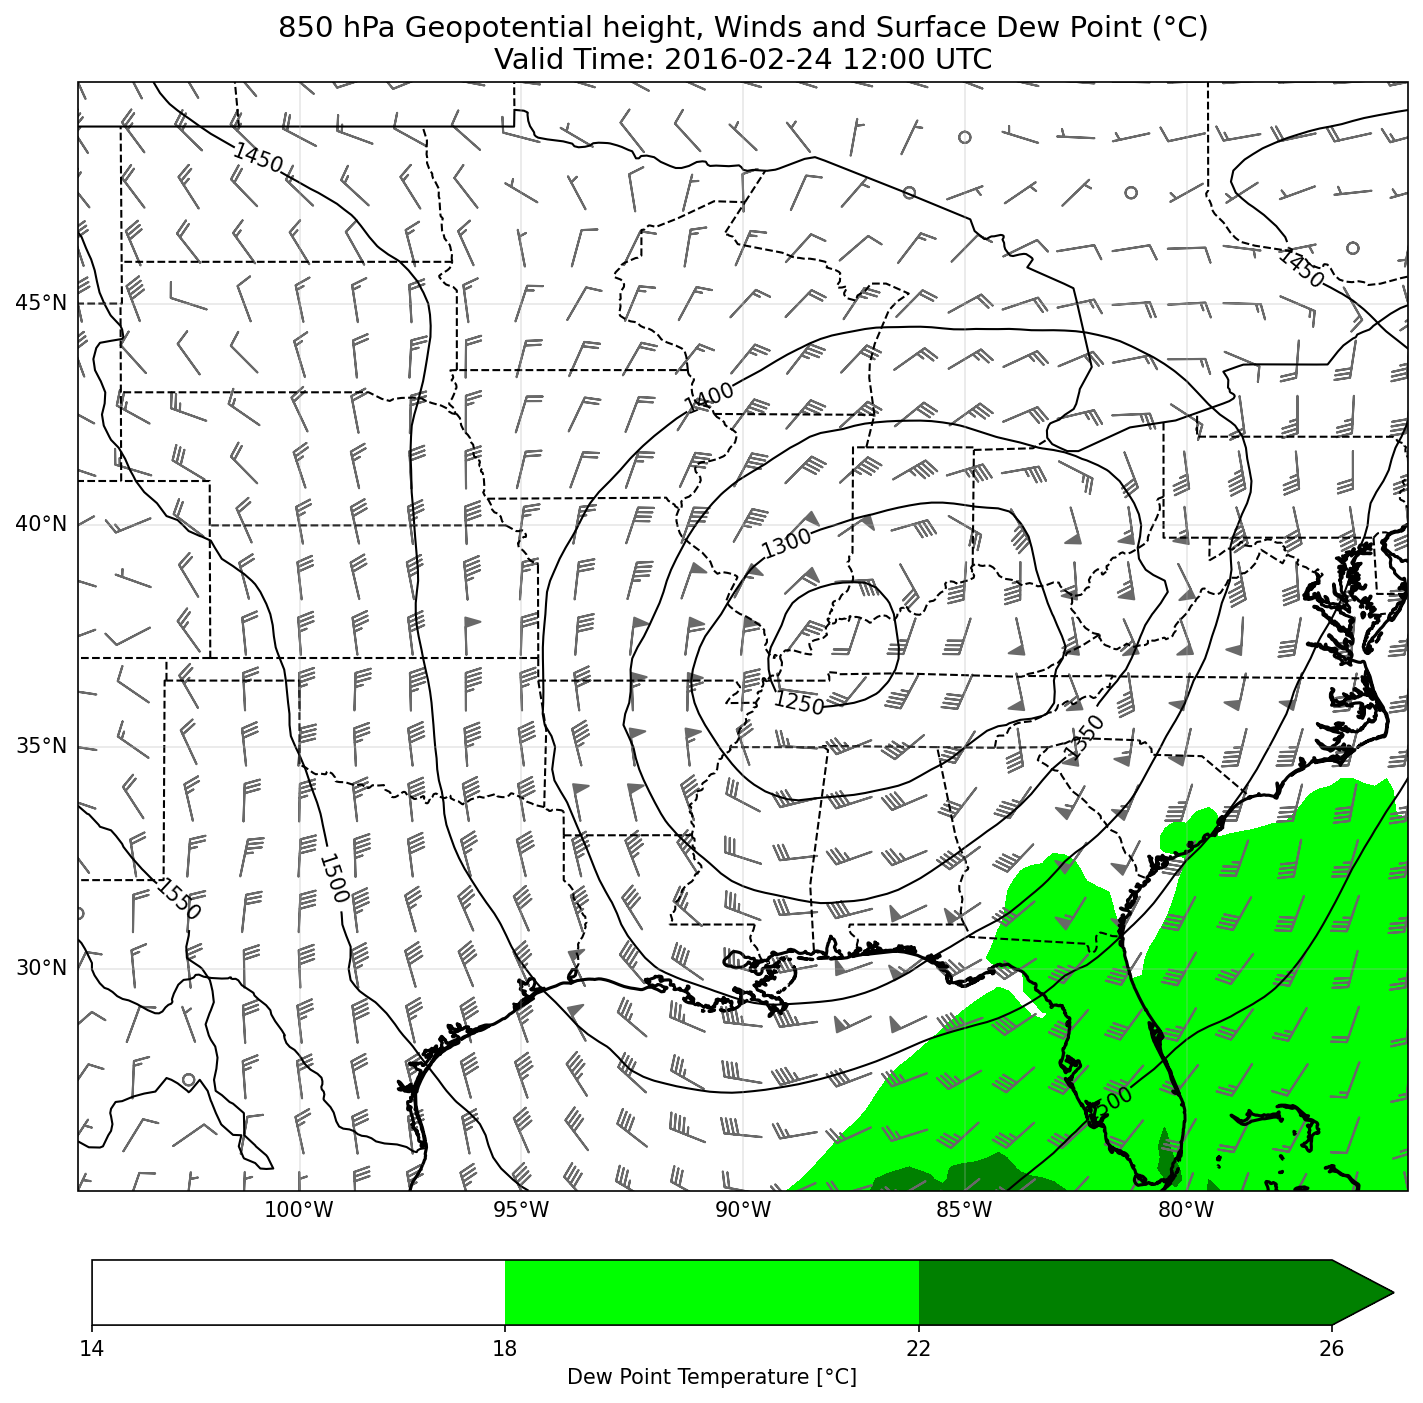 850 hPa Geopotential height, Winds and Surface Dew Point (°C)
Valid Time: 2016-02-24 12:00 UTC
1450
1450
45°N
1400
40°N
1300
1250
1350
35°N
1500
1550
30°N
500
100°W 95°W 90°W 85°W 80°W
14 18 22 26
Dew Point Temperature [°C]